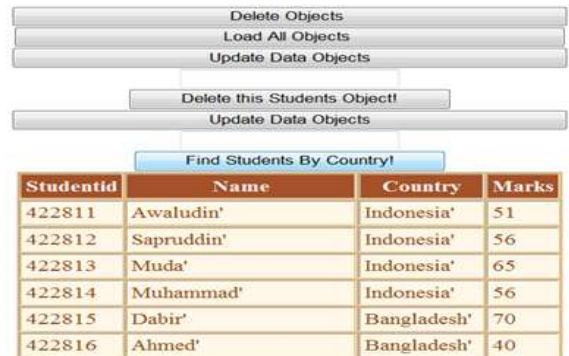 Delete Objects
Load All Objects
Update Data Objects
Delete this Students Object!
Update Data Objects
Find Students By Country!
Studentid Name Country Marks
422811 Awaludin' Indonesia' 51
422812 Sapruddin' Indonesia' 56
422813 Muda' Indonesia' 65
422814 Muhammad' Indonesia' 56
422815 Dabir' Bangladesh' 70
422816 Ahmed' Bangladesh' 40